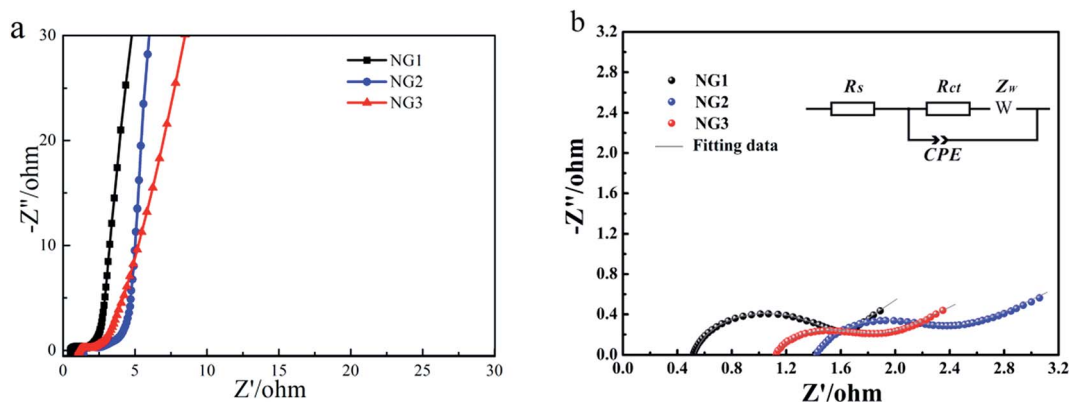 a
-Z"/ohm
30
20
10
0
NG1
NG2
NG3
0 5 10 15 20 25 30
Z'/ohm
b
-Z"/ohm
3.2
2.8
2.4
2.0
1.6
1.2
0.8
0.4
0.0
NG1
NG2
NG3
Fitting data
Rs Rct Zw
W
CPE
0.0 0.4 0.8 1.2 1.6 2.0 2.4 2.8 3.2
Z'/ohm